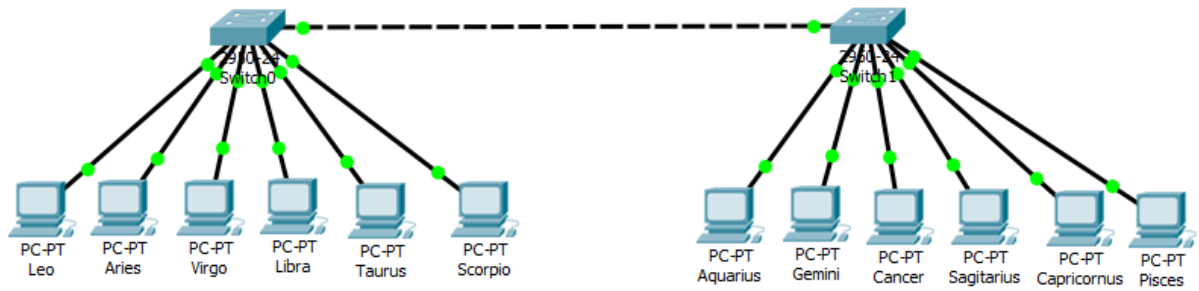 2950-24
Switch0
2950-24
Switch1
PC-PT
Leo
PC-PT
Aries
PC-PT
Virgo
PC-PT
Libra
PC-PT
Taurus
PC-PT
Scorpio
PC-PT
Aquarius
PC-PT
Gemini
PC-PT
Cancer
PC-PT
Sagitarius
PC-PT
Capricornus
PC-PT
Pisces